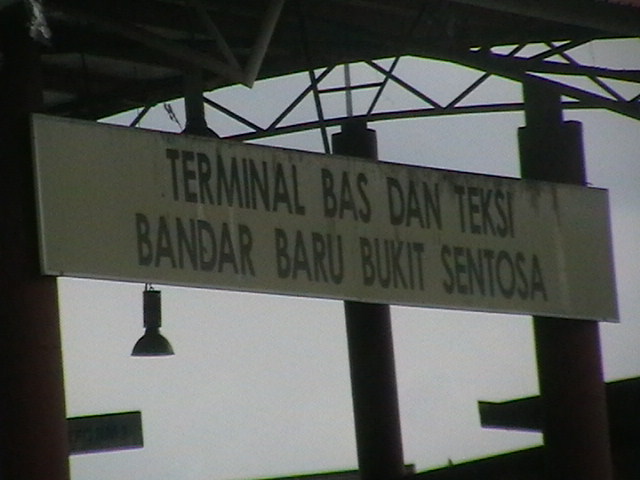 TERMINAL BAS DAN TEKSI
BANDAR BARU BUKIT SENTOSA